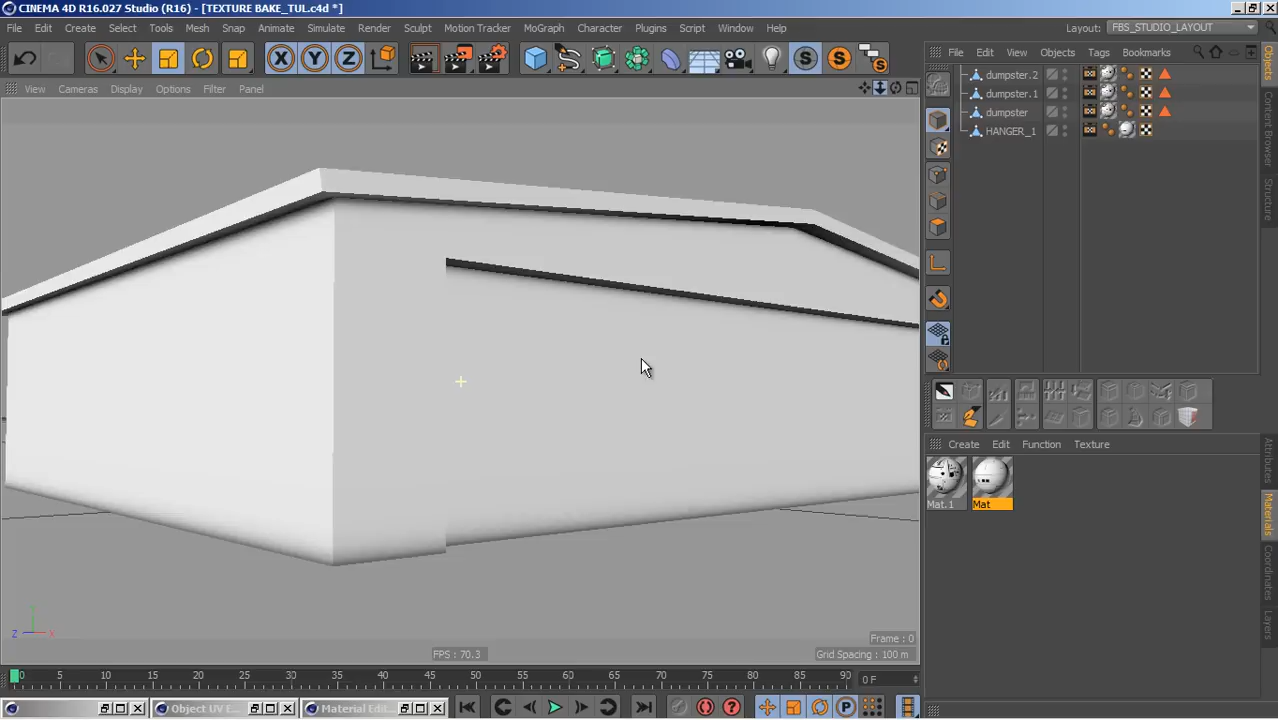 CINEMA 4D R16.027 Studio (R16) - [TEXTURE BAKE_TUL.c4d *]
File Edit Create Select Tools Mesh Snap Animate Simulate Render Sculpt Motion Tracker MoGraph Character Plugins Script Window Help
Layout: FBS_STUDIO_LAYOUT
X Y Z
File Edit View Objects Tags Bookmarks
View Cameras Display Options Filter Panel
dumpster.2
dumpster.1
dumpster
HANGER_1
Objects
Content Browser
Structure
Create Edit Function Texture
Mat.1 Mat
Attributes
Materials
Coordinates
Layers
Y
Z X
Frame : 0
FPS : 70.3
Grid Spacing : 100 m
0 5 10 15 20 25 30 35 40 45 50 55 60 65 70 75 80 85 90 0 F
Object UV E... Material Edit...